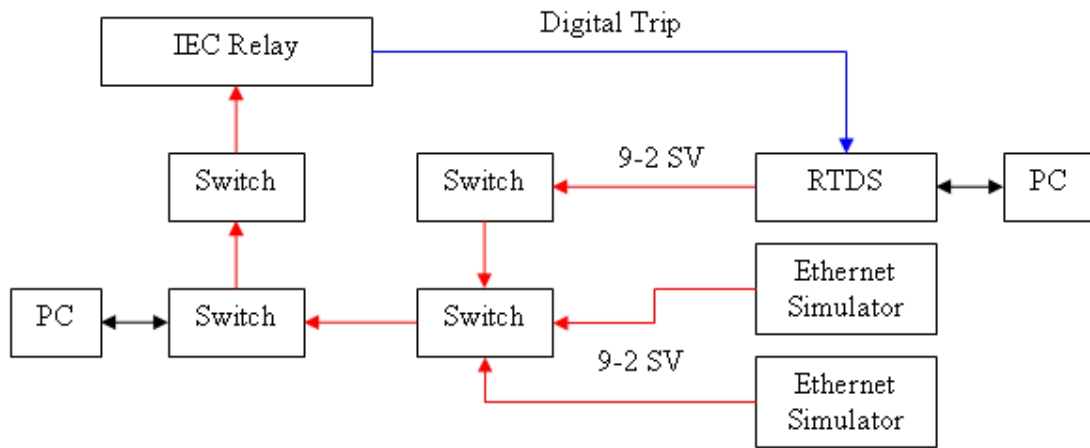 Digital Trip
IEC Relay
9-2 SV
Switch
Switch
RTDS
PC
Ethernet
Simulator
PC
Switch
Switch
9-2 SV
Ethernet
Simulator